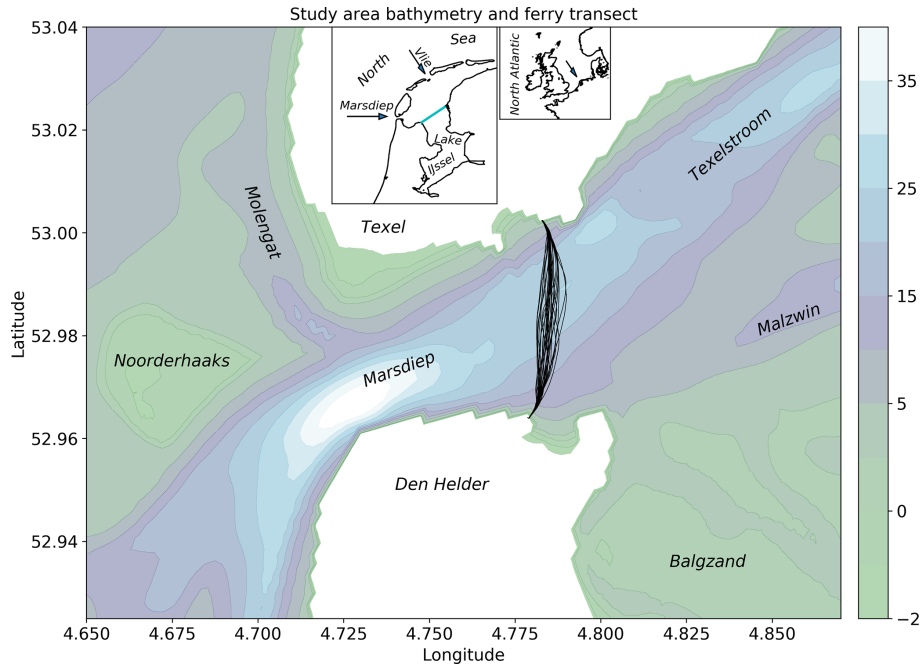 Study area bathymetry and ferry transect
53.04
53.02
53.00
52.98
52.96
52.94
Latitude
4.650
4.675
4.700
4.725
4.750
4.775
4.800
4.825
4.850
Longitude
North
Sea
Vlie
Marsdiep
Lake
IJssel
North Atlantic
Texel
Molengat
Texelstroom
Malzwin
Noorderhaaks
Marsdiep
Den Helder
Balgzand
35
25
15
5
0
−2